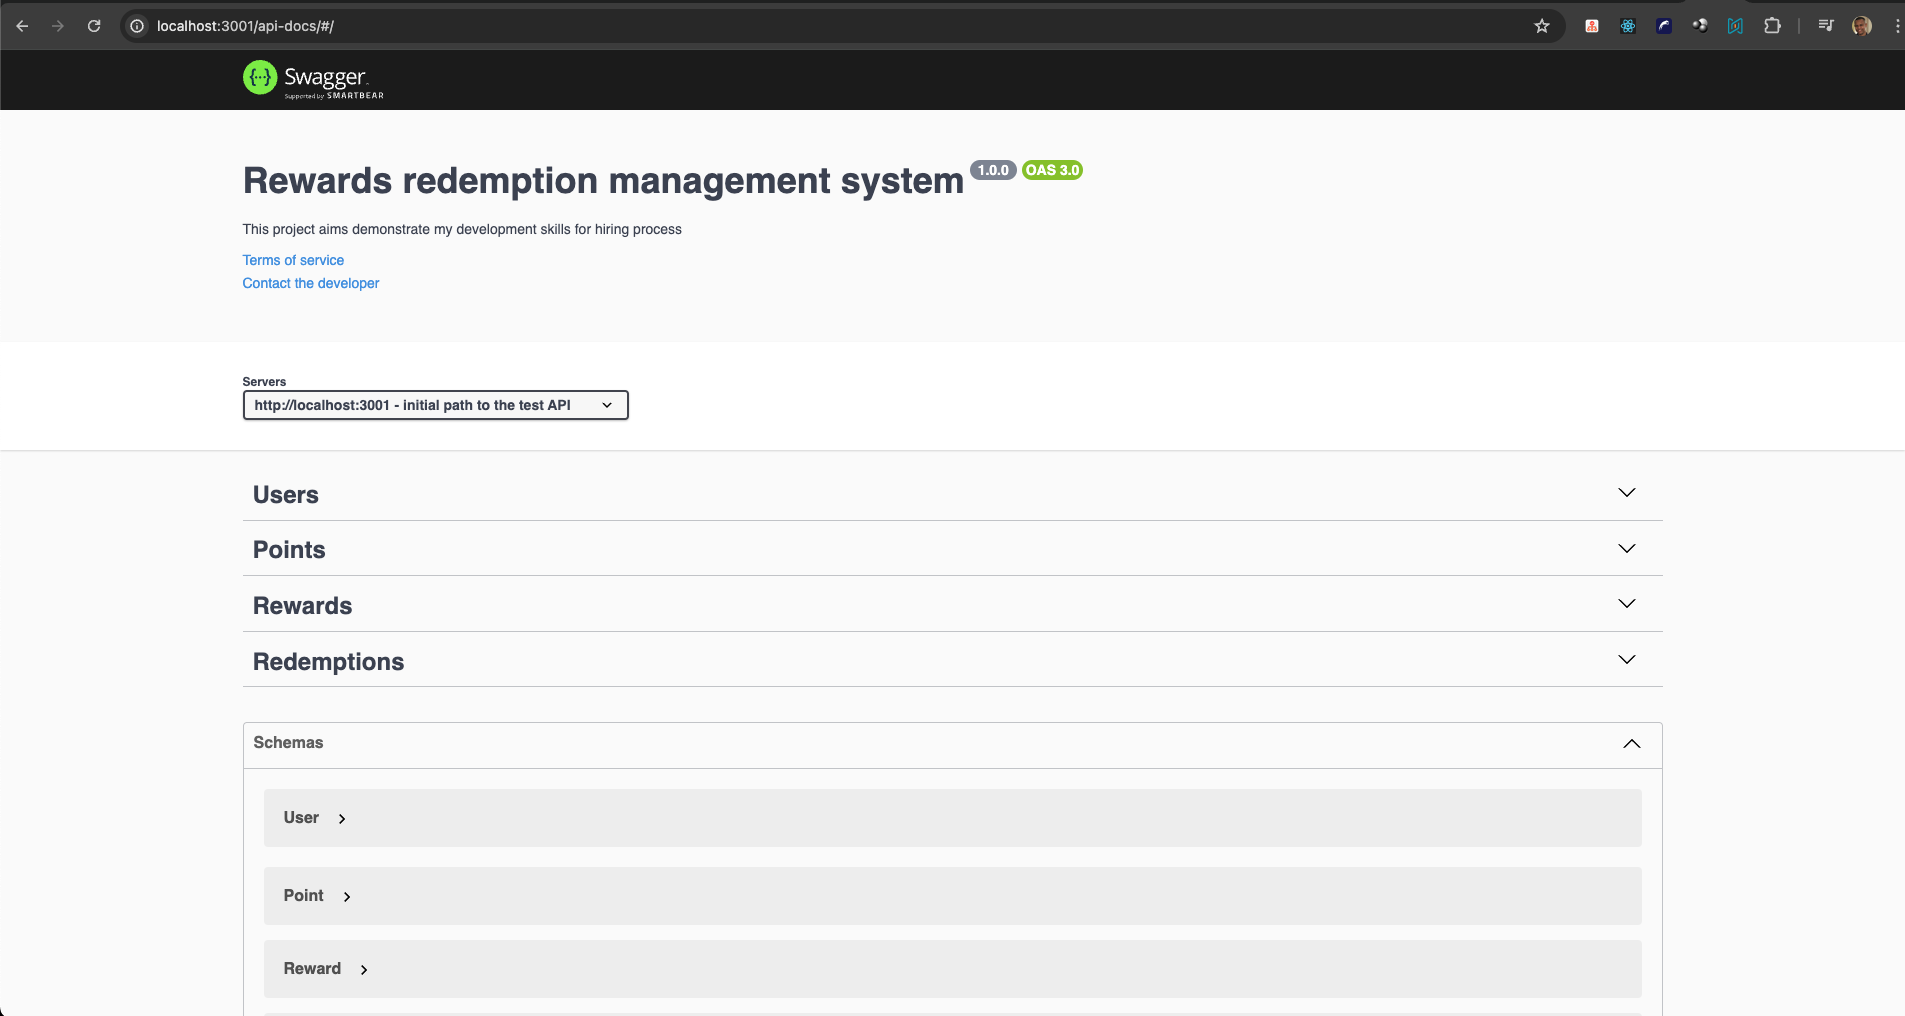 localhost:3001/api-docs/#/
Swagger
Supported by SMARTBEAR
Rewards redemption management system 1.0.0 OAS 3.0
This project aims demonstrate my development skills for hiring process
Terms of service
Contact the developer
Servers
http://localhost:3001 - initial path to the test API
Users
Points
Rewards
Redemptions
Schemas
User
Point
Reward